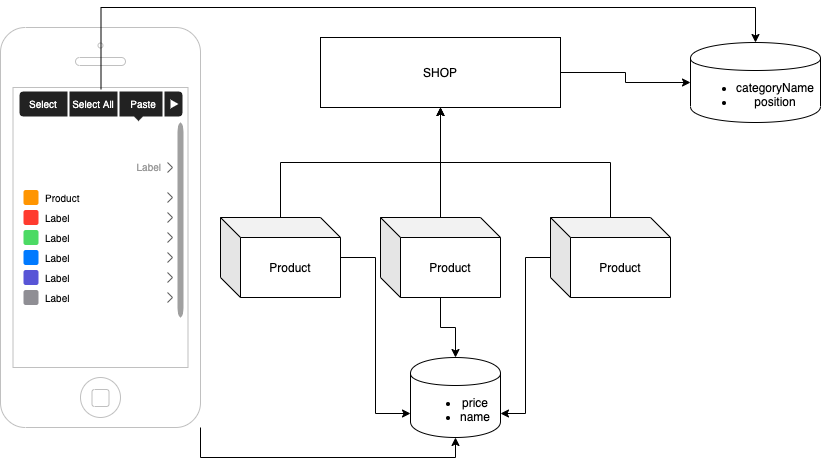 SHOP
• categoryName
• position
Select
Select All
Paste
Label
Product
Label
Label
Label
Label
Label
Product
Product
Product
• price
• name